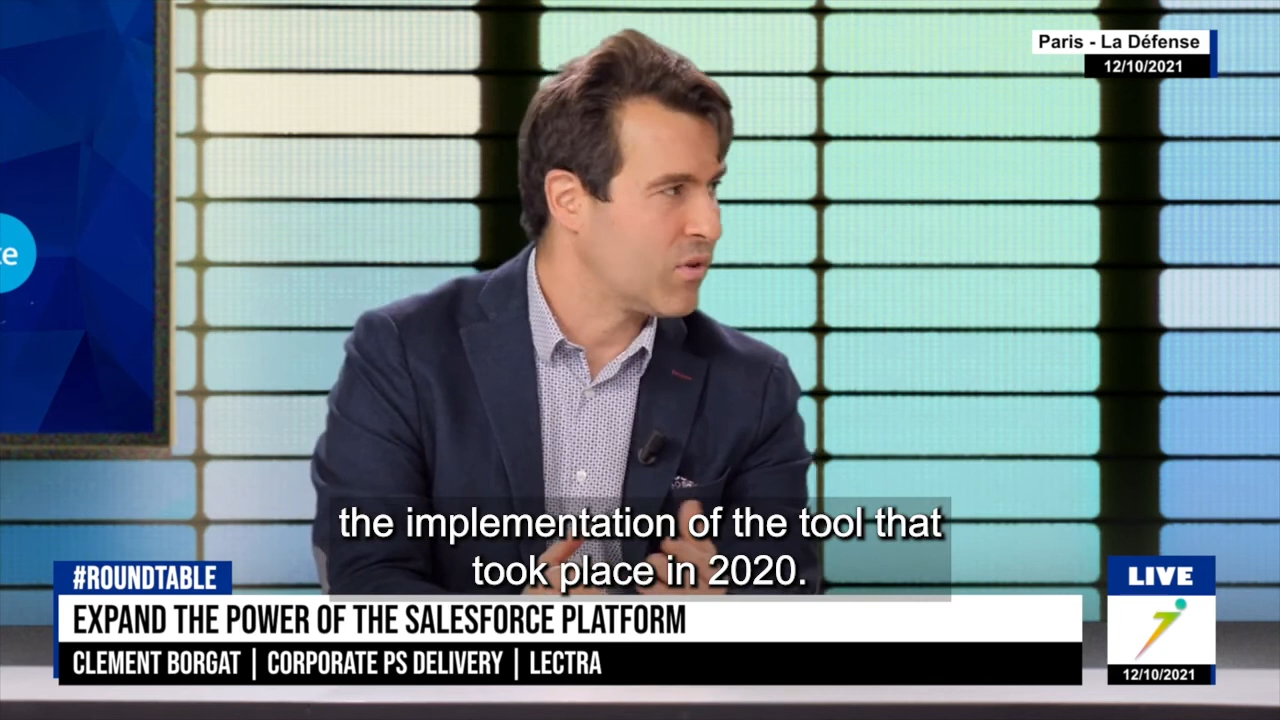 Paris - La Défense
12/10/2021
the implementation of the tool that
took place in 2020.
#ROUNDTABLE
EXPAND THE POWER OF THE SALESFORCE PLATFORM
CLEMENT BORGAT | CORPORATE PS DELIVERY | LECTRA
LIVE
12/10/2021